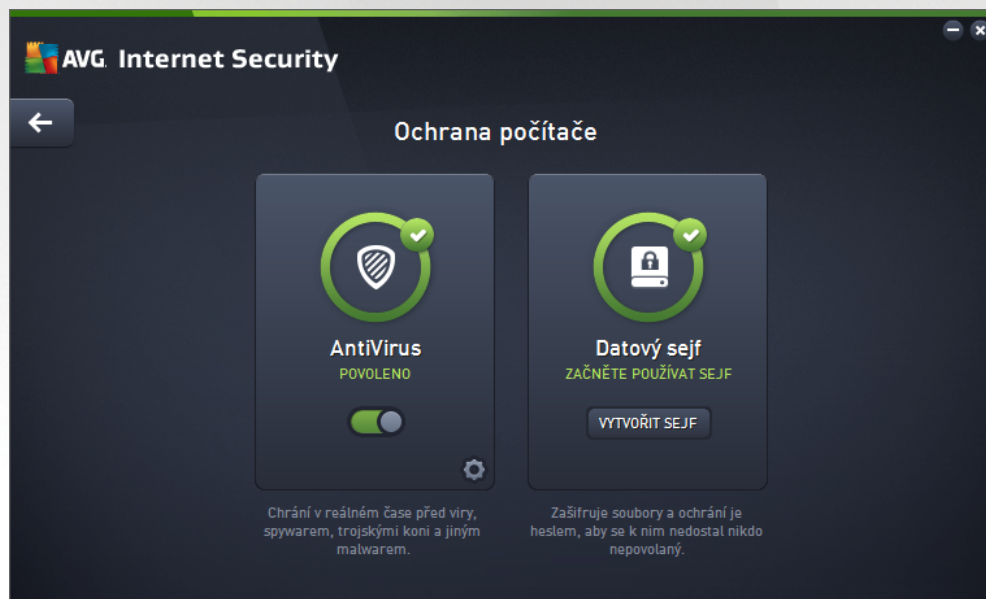 AVG. Internet Security
Ochrana počítače
AntiVirus
POVOLENO
Chrání v reálném čase před viry,
spywarem, trojskými koni a jiným
malwarem.
Datový sejf
ZAČNĚTE POUŽÍVAT SEJF
VYTVOŘIT SEJF
Zašifruje soubory a ochrání je
heslem, aby se k nim nedostal nikdo
nepovolaný.